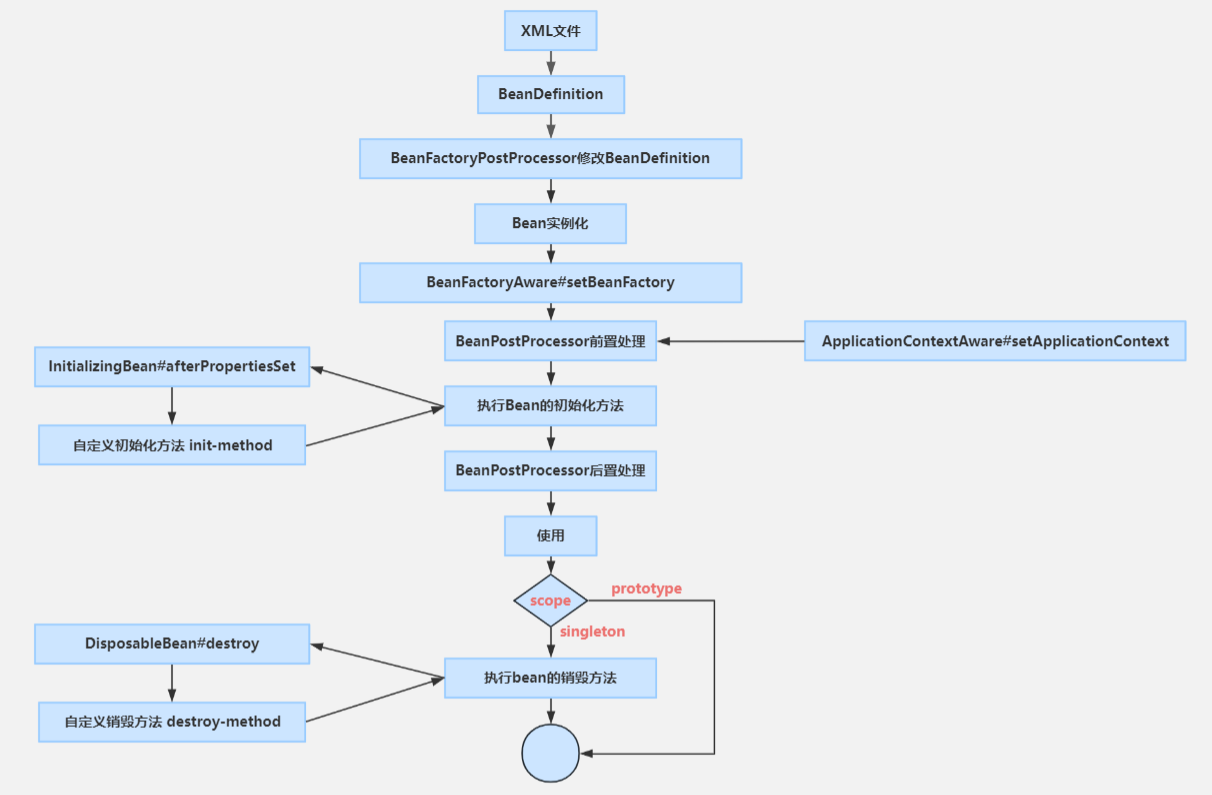 XML文件
BeanDefinition
BeanFactoryPostProcessor修改BeanDefinition
Bean实例化
BeanFactoryAware#setBeanFactory
BeanPostProcessor前置处理
ApplicationContextAware#setApplicationContext
InitializingBean#afterPropertiesSet
执行Bean的初始化方法
自定义初始化方法 init-method
BeanPostProcessor后置处理
使用
scope
prototype
singleton
DisposableBean#destroy
执行bean的销毁方法
自定义销毁方法 destroy-method